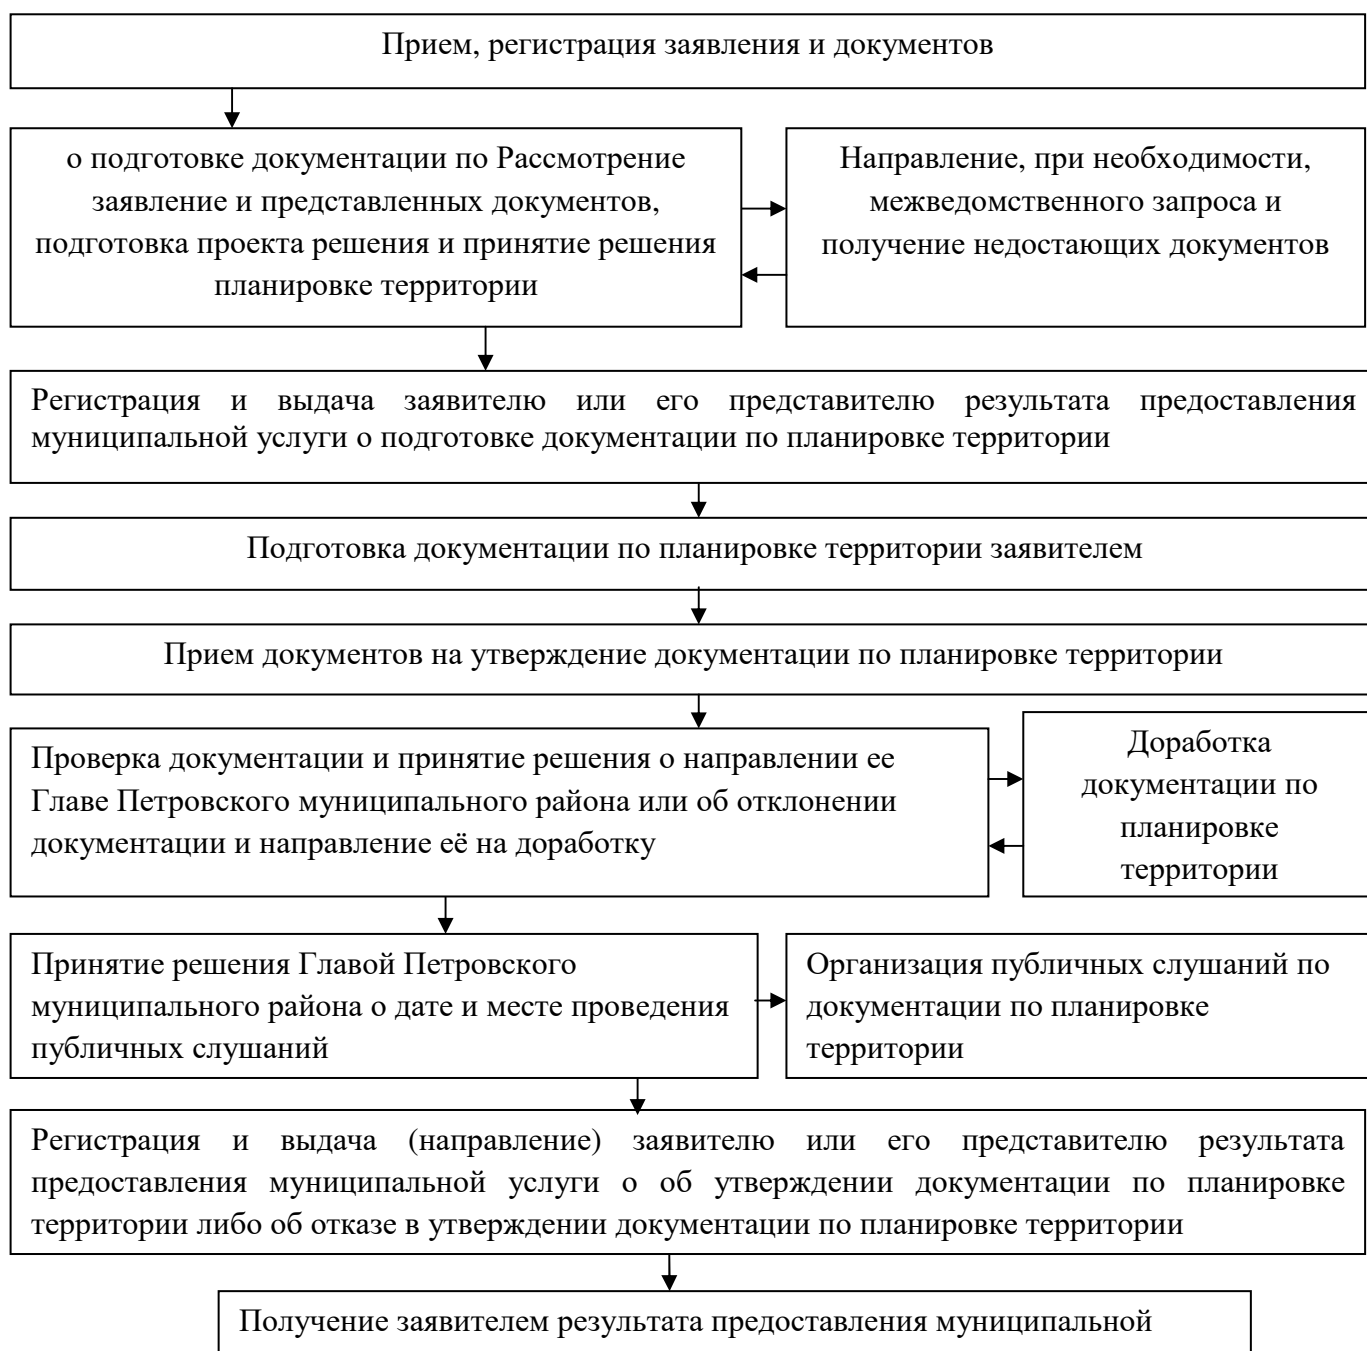 Прием, регистрация заявления и документов
о подготовке документации по Рассмотрение
заявление и представленных документов,
подготовка проекта решения и принятие решения
планировке территории
Направление, при необходимости,
межведомственного запроса и
получение недостающих документов
Регистрация и выдача заявителю или его представителю результата предоставления
муниципальной услуги о подготовке документации по планировке территории
Подготовка документации по планировке территории заявителем
Прием документов на утверждение документации по планировке территории
Проверка документации и принятие решения о направлении ее
Главе Петровского муниципального района или об отклонении
документации и направление её на доработку
Доработка
документации по
планировке
территории
Принятие решения Главой Петровского
муниципального района о дате и месте проведения
публичных слушаний
Организация публичных слушаний по
документации по планировке
территории
Регистрация и выдача (направление) заявителю или его представителю результата
предоставления муниципальной услуги о об утверждении документации по планировке
территории либо об отказе в утверждении документации по планировке территории
Получение заявителем результата предоставления муниципальной